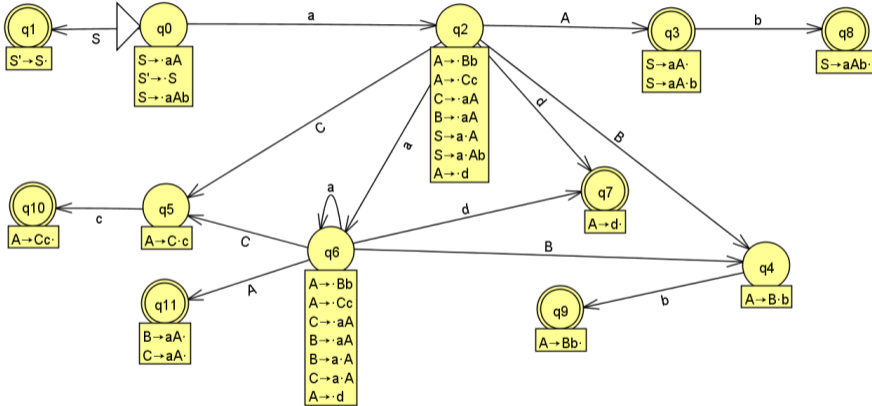 q1
S
q0
a
q2
A
q3
b
q8
S'→S·
S→·aA
S'→·S
S→·aAb
A→·Bb
A→·Cc
C→·aA
B→·aA
S→a·A
S→a·Ab
A→·d
S→aA·
S→aA·b
S→aAb·
C
a
d
B
q10
c
q5
a
q7
A→Cc·
A→C·c
C
d
A→d·
q6
B
q4
A
b
A→B·b
q11
B→aA·
C→aA·
A→·Bb
A→·Cc
C→·aA
B→·aA
B→a·A
C→a·A
A→·d
q9
A→Bb·